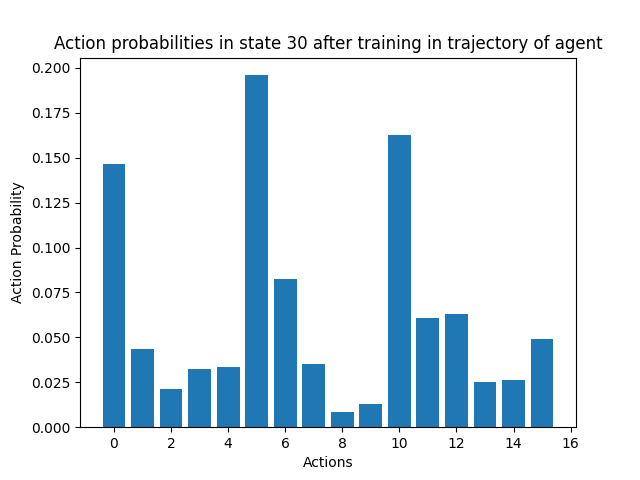 Action probabilities in state 30 after training in trajectory of agent
0.200
0.175
0.150
0.125
0.100
0.075
0.050
0.025
0.000
Action Probability
0 2 4 6 8 10 12 14 16
Actions